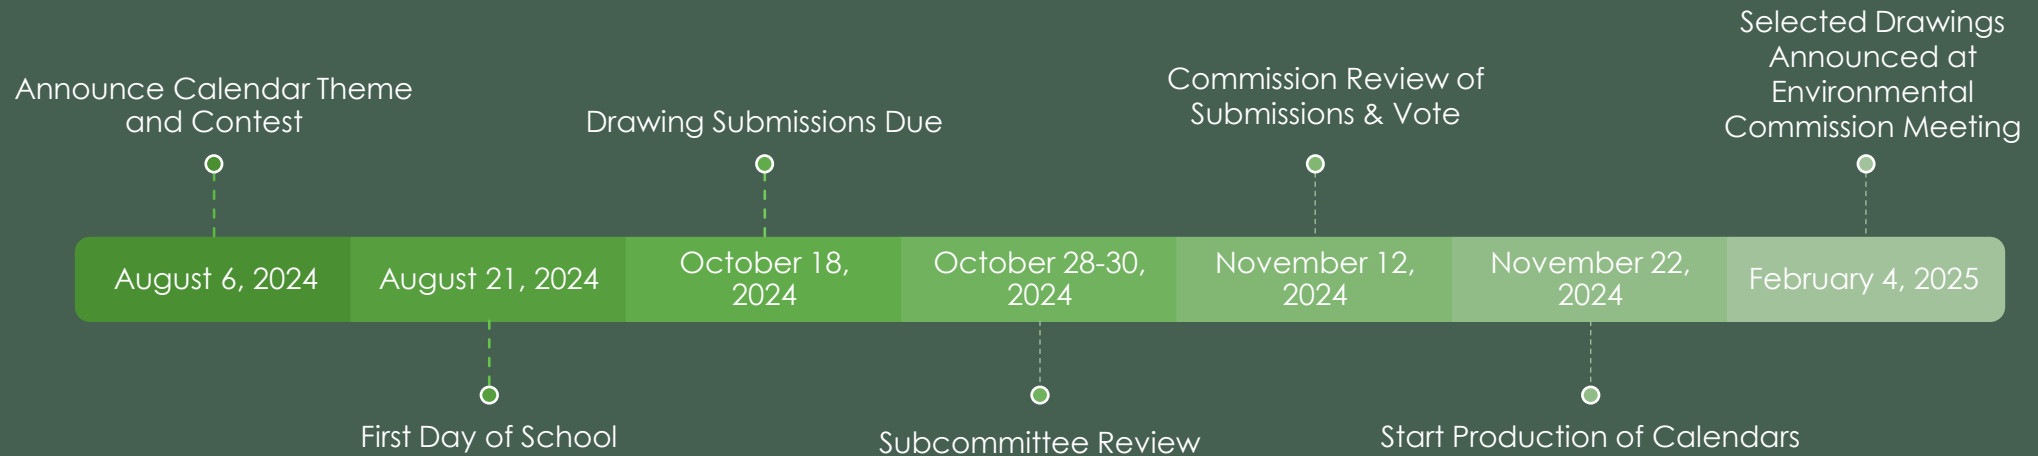 Announce Calendar Theme
and Contest
Drawing Submissions Due
Commission Review of
Submissions & Vote
Selected Drawings
Announced at
Environmental
Commission Meeting
August 6, 2024
August 21, 2024
October 18,
2024
October 28-30,
2024
November 12,
2024
November 22,
2024
February 4, 2025
First Day of School
Subcommittee Review
Start Production of Calendars